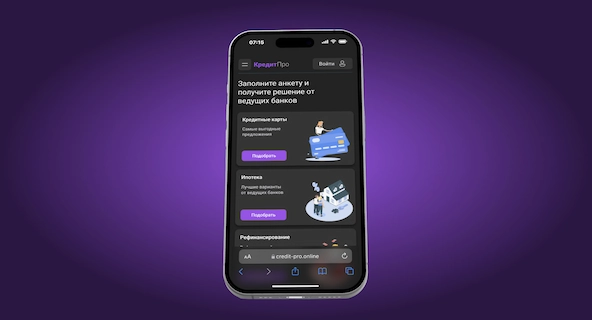 07:15
КредитПро
Войти
Заполните анкету и
получите решение от
ведущих банков
Кредитные карты
Самые выгодные
предложения
Подобрать
Ипотека
Лучшие варианты
от ведущих банков
Подобрать
Рефинансирование
AA
credit-pro.online